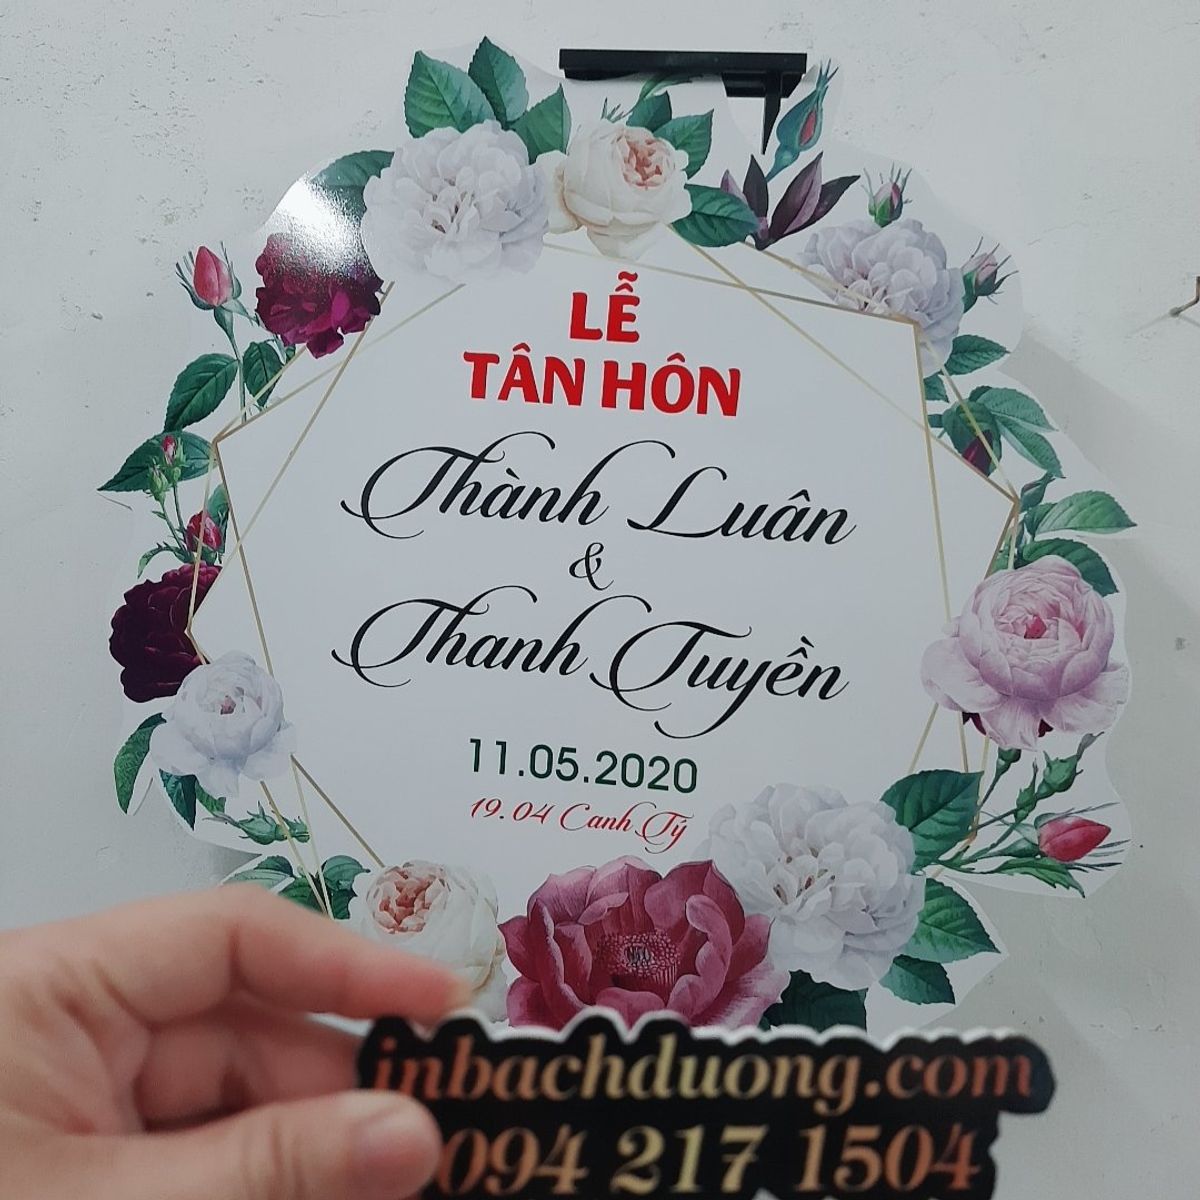 LỄ
TÂN HÔN
Thành Luân
&
Thanh Tuyền
11.05.2020
19.04 Canh Tý
inbachduong.com
094 217 1504